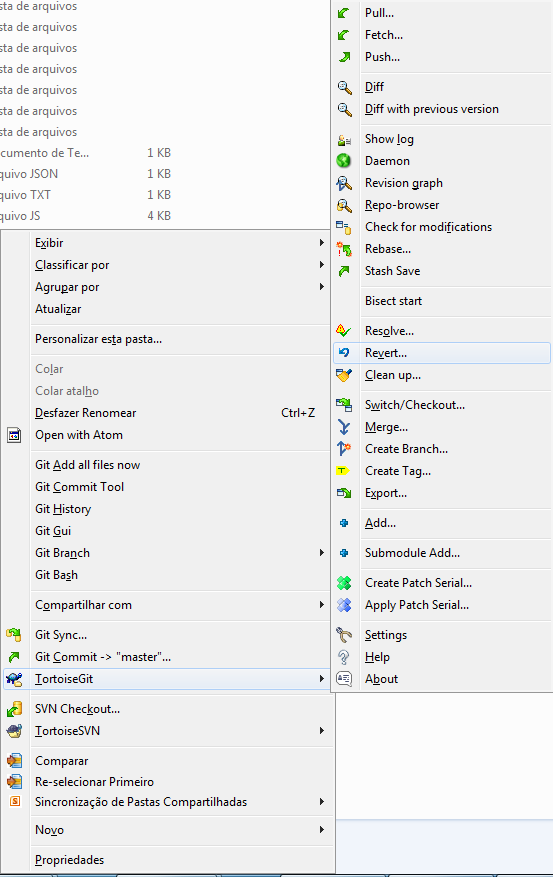 sta de arquivos
sta de arquivos
sta de arquivos
sta de arquivos
sta de arquivos
sta de arquivos
sta de arquivos
cumento de Te... 1 KB
quivo JSON 1 KB
quivo TXT 1 KB
quivo JS 4 KB
Exibir
Classificar por
Agrupar por
Atualizar
Personalizar esta pasta...
Colar
Colar atalho
Desfazer Renomear Ctrl+Z
Open with Atom
Git Add all files now
Git Commit Tool
Git History
Git Gui
Git Branch
Git Bash
Compartilhar com
Git Sync...
Git Commit -> "master"...
TortoiseGit
SVN Checkout...
TortoiseSVN
Comparar
Re-selecionar Primeiro
Sincronização de Pastas Compartilhadas
Novo
Propriedades
Pull...
Fetch...
Push...
Diff
Diff with previous version
Show log
Daemon
Revision graph
Repo-browser
Check for modifications
Rebase...
Stash Save
Bisect start
Resolve...
Revert...
Clean up...
Switch/Checkout...
Merge...
Create Branch...
Create Tag...
Export...
Add...
Submodule Add...
Create Patch Serial...
Apply Patch Serial...
Settings
Help
About